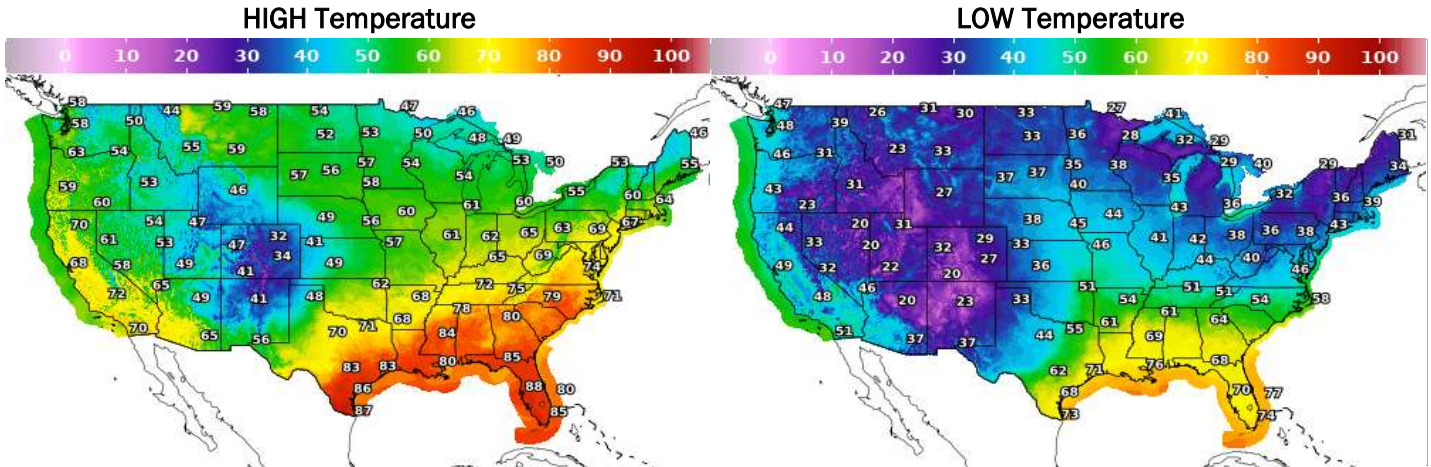 HIGH Temperature LOW Temperature
0 10 20 30 40 50 60 70 80 90 100 0 10 20 30 40 50 60 70 80 90 100
58 44 59 58 54 47 46 47 26 31 30 33 27 41
58 50 52 53 50 48 49 46 48 39 33 36 28 32 29 31
63 54 55 59 57 54 53 50 53 55 46 31 23 33 35 38 29 40 29 34
59 53 46 57 56 58 54 60 55 60 64 43 31 27 37 37 40 35 36 32 36 39
60 49 60 61 23 38 44 43
70 61 54 47 56 61 62 65 63 69 67 44 33 20 31 45 41 42 38 36 38 43
53 47 32 41 57 69 20 32 29 33 46 40
68 58 49 41 34 49 65 74 49 32 22 20 27 36 44 46
72 65 49 41 48 62 68 72 75 79 71 48 46 20 23 33 51 54 51 51 54 58
70 65 56 70 71 68 78 80 51 37 37 44 55 61 61 64
84 69
83 83 80 85 62 71 76 68
86 88 80 68 70 77
87 85 73 74